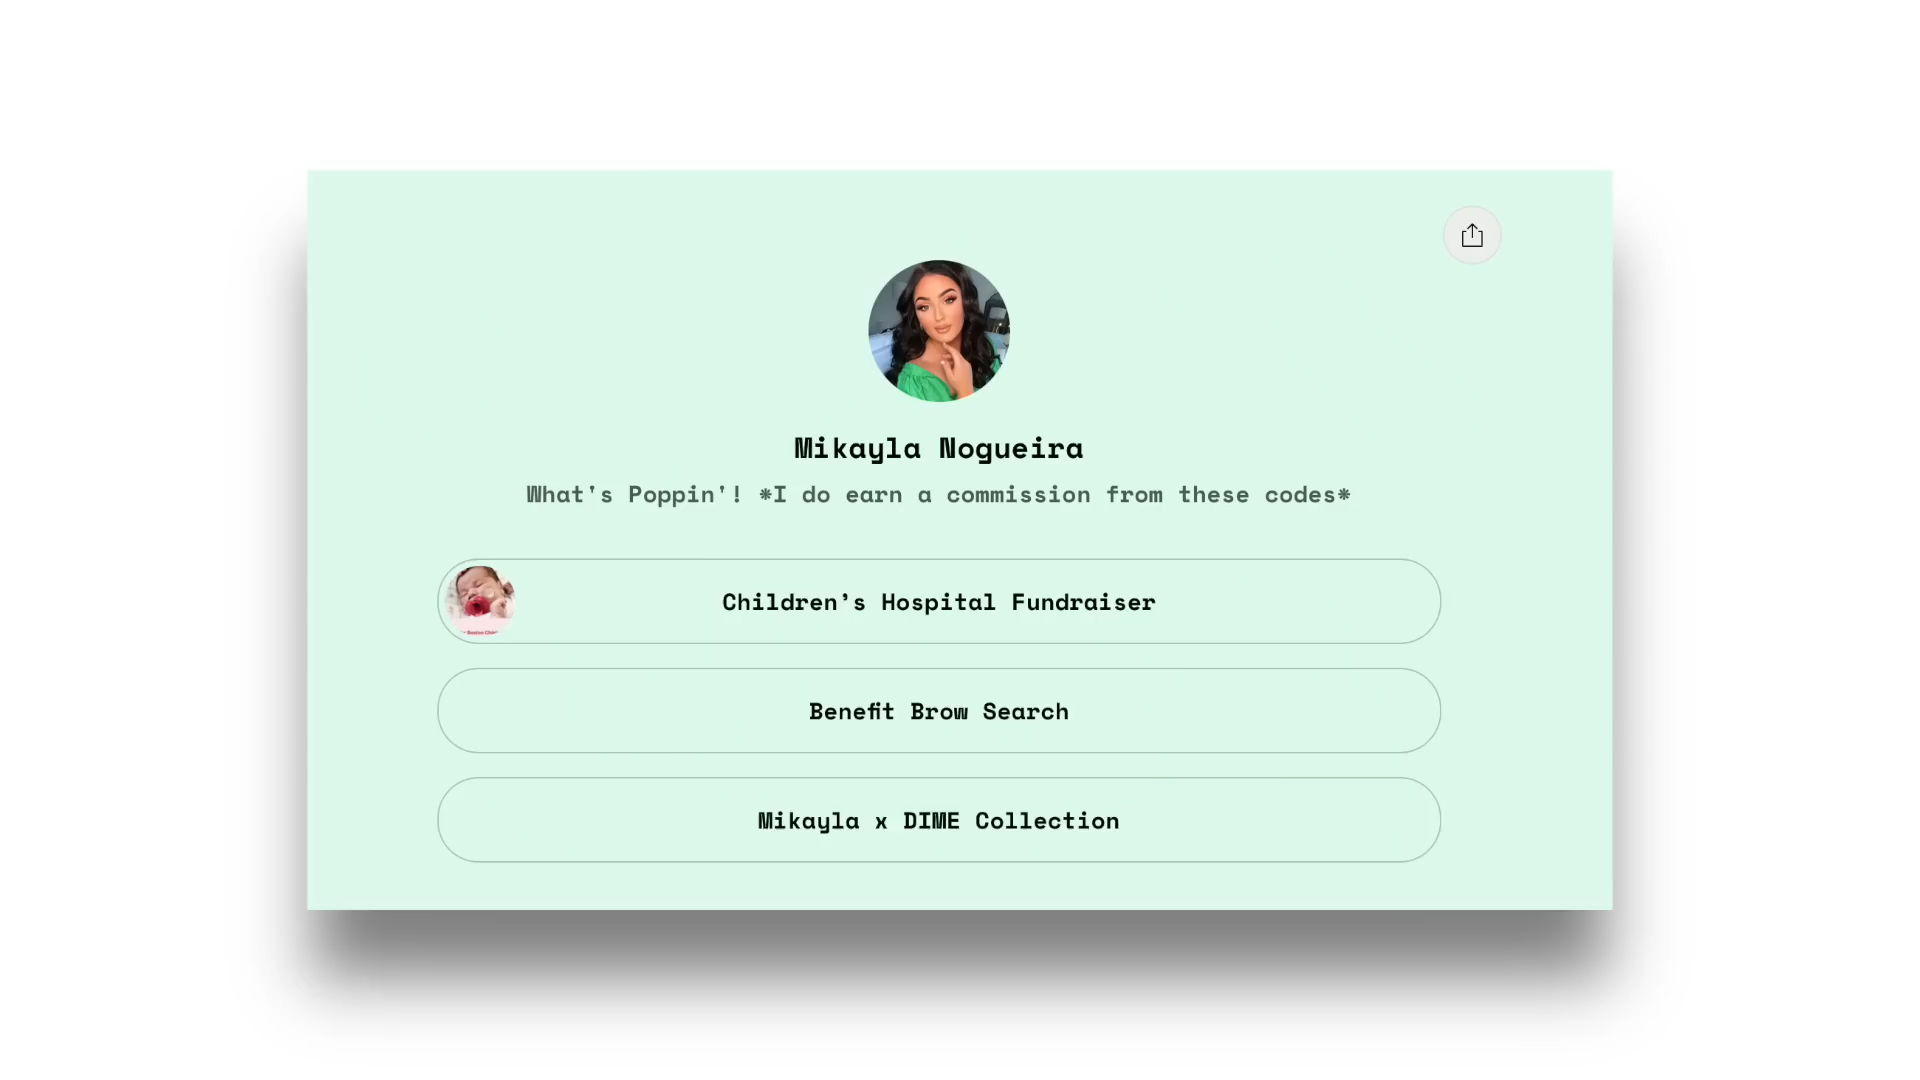 Mikayla Nogueira
What's Poppin'! *I do earn a commission from these codes*
Children’s Hospital Fundraiser
Benefit Brow Search
Mikayla x DIME Collection